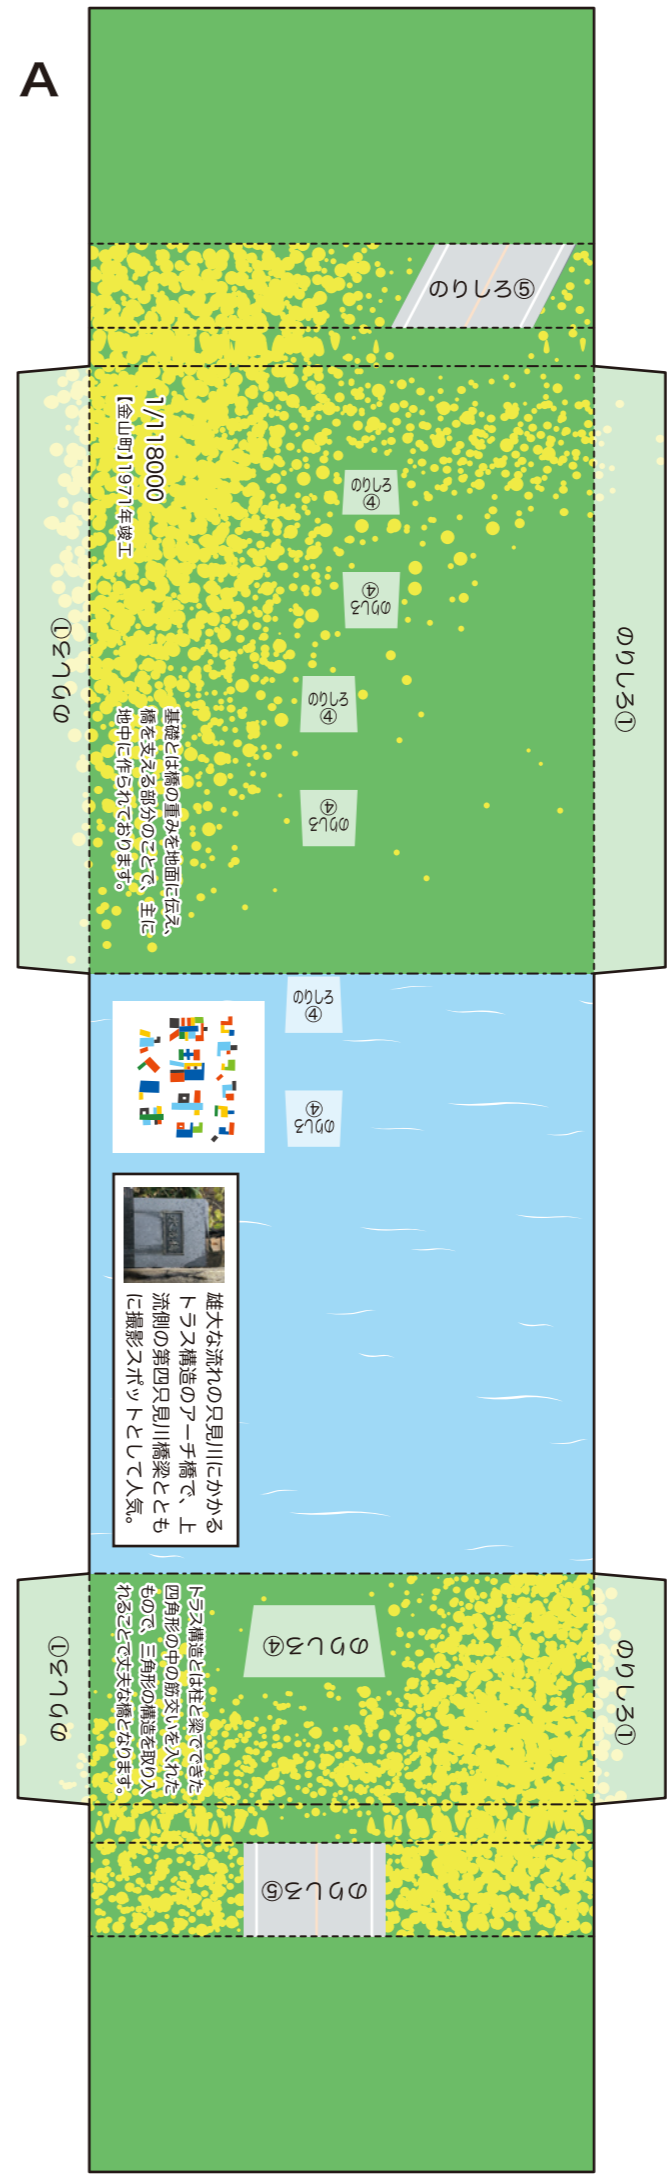 A
のりしろ⑤
1/118000
【金山町】1971年竣工
のりしろ
④
のりしろ
④
のりしろ①
のりしろ①
のりしろ
④
のりしろ
④
基礎とは橋の重みを地面に伝え、
橋を支える部分のことで、主に
地中に作られております。
のりしろ
④
のりしろ
④
雄大な流れの只見川にかかる
トラス構造のアーチ橋で、上
流側の第四只見川橋梁ととも
に撮影スポットとして人気。
トラス構造とは柱と梁でできた
四角形の中の筋交いを入れた
もので、三角形の構造を取り入
れることで丈夫な橋となります。
のりしろ④
のりしろ①
のりしろ①
のりしろ⑤